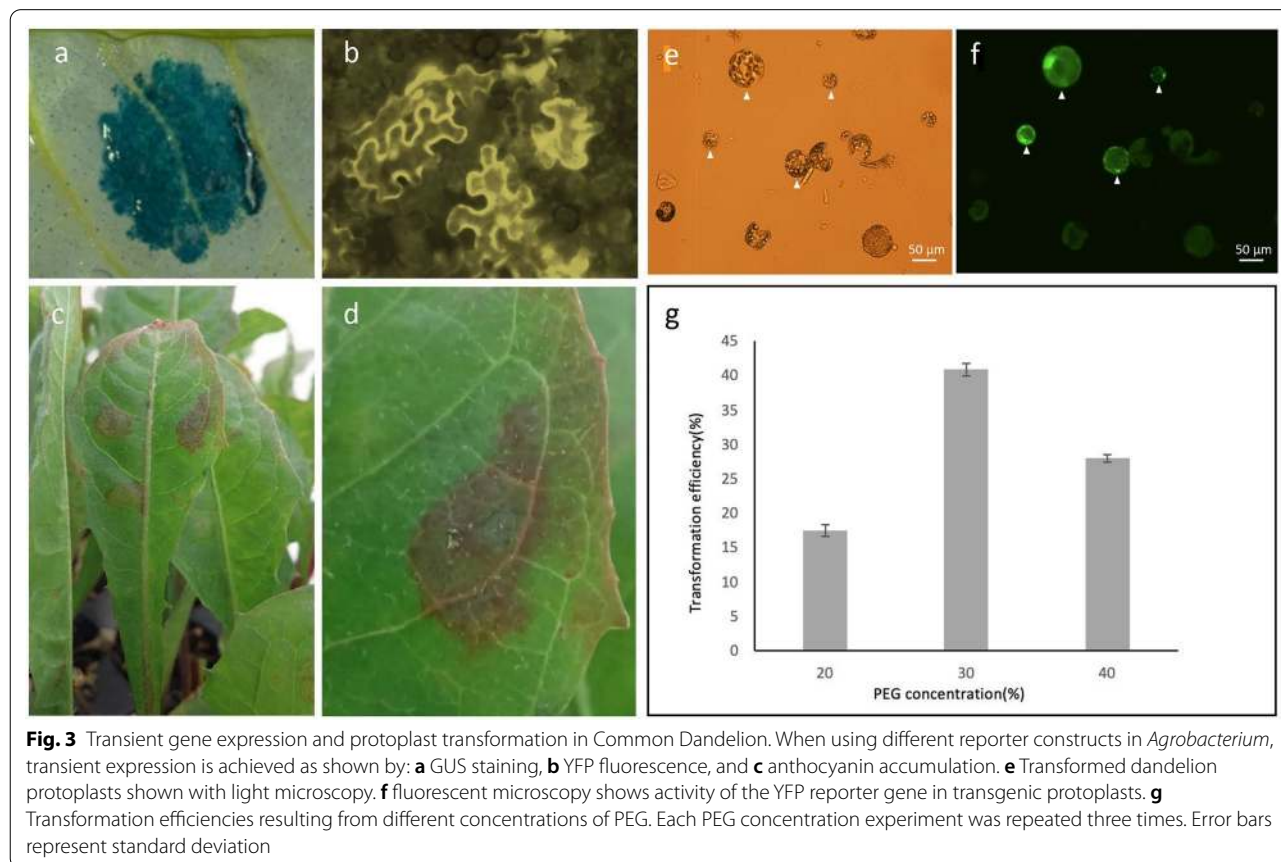 a
b
e
f
50 µm
50 µm
c
d
g
45
40
35
30
25
20
15
10
5
0
Transformation efficiency(%)
20 30 40
PEG concentration(%)
Fig. 3 Transient gene expression and protoplast transformation in Common Dandelion. When using different reporter constructs in Agrobacterium,
transient expression is achieved as shown by: a GUS staining, b YFP fluorescence, and c anthocyanin accumulation. e Transformed dandelion
protoplasts shown with light microscopy. f fluorescent microscopy shows activity of the YFP reporter gene in transgenic protoplasts. g
Transformation efficiencies resulting from different concentrations of PEG. Each PEG concentration experiment was repeated three times. Error bars
represent standard deviation